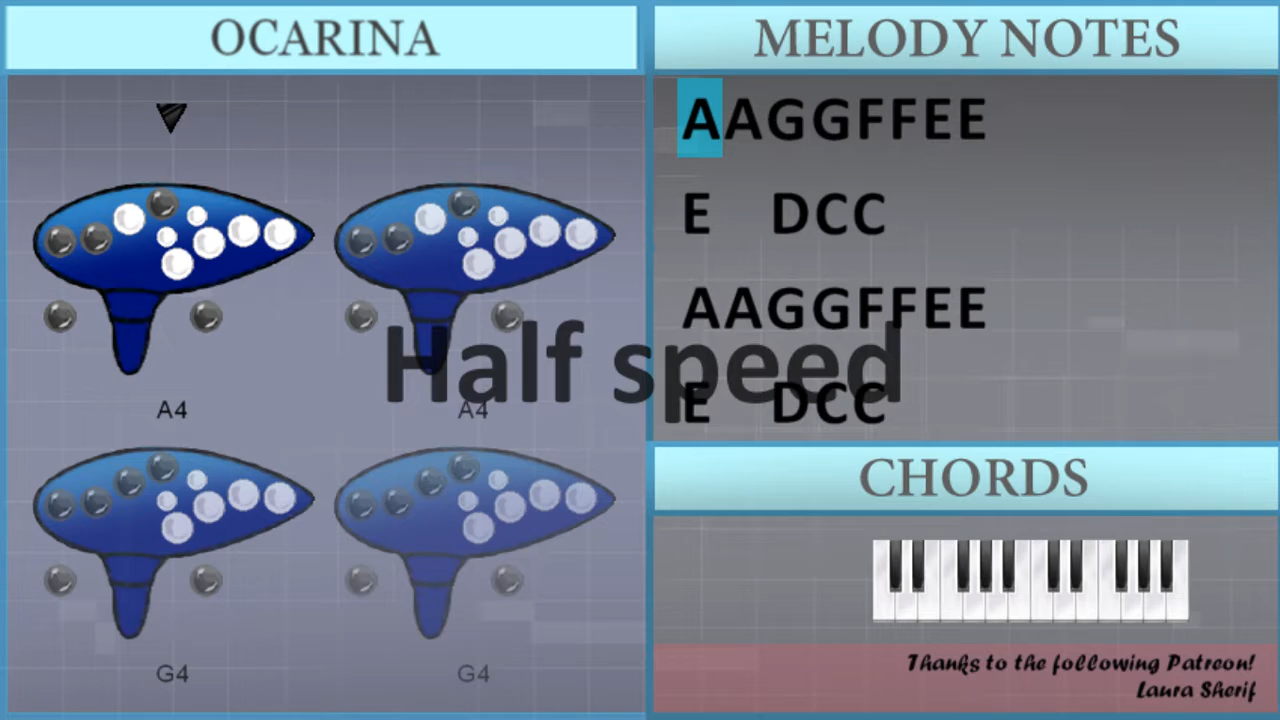 OCARINA
A4
A4
G4
G4
MELODY NOTES
AAGGFFEE
E DCC
AAGGFFEE
E DCC
Half speed
CHORDS
Thanks to the following Patreon!
Laura Sherif